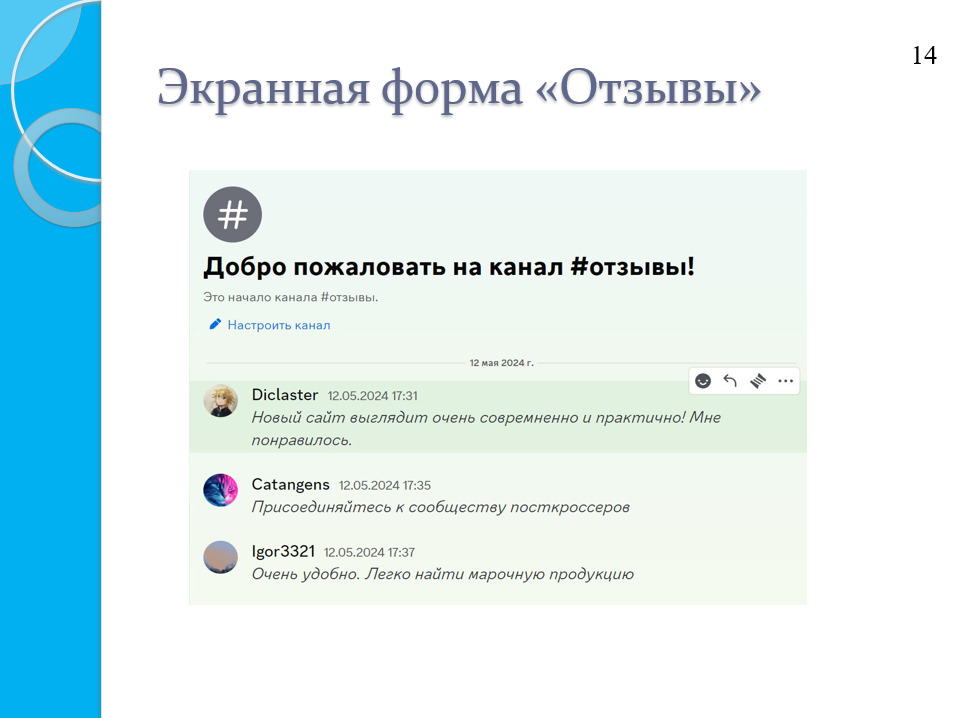 14
Экранная форма «Отзывы»
#
Добро пожаловать на канал #отзывы!
Это начало канала #отзывы.
Настроить канал
12 мая 2024 г.
Diclaster 12.05.2024 17:31
Новый сайт выглядит очень совремненно и практично! Мне
понравилось.
Catangens 12.05.2024 17:35
Присоединяйтесь к сообществу посткроссеров
Igor3321 12.05.2024 17:37
Очень удобно. Легко найти марочную продукцию